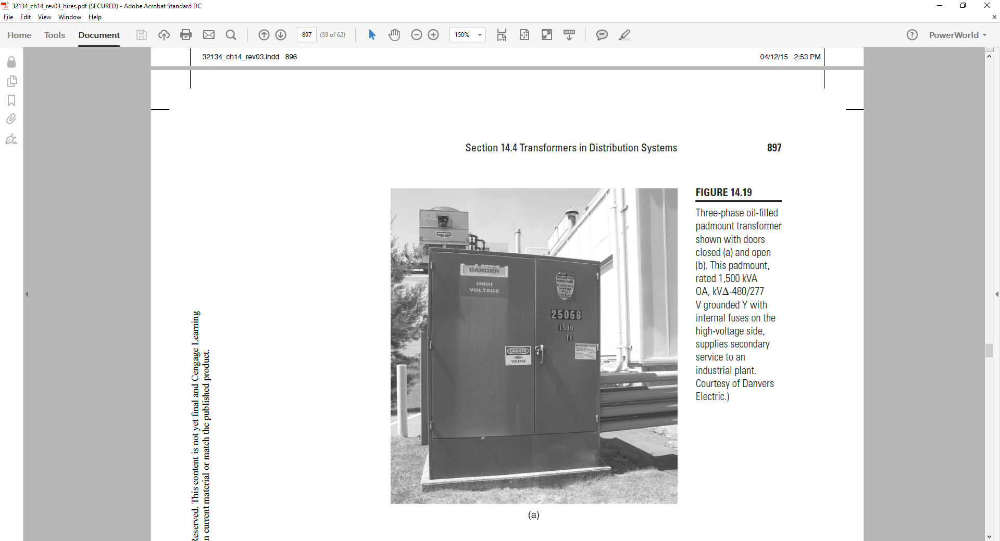 32134_ch14_rev03_hires.pdf (SECURED) - Adobe Acrobat Standard DC
File Edit View Window Help
Home Tools Document
897 (39 of 62)
150%
PowerWorld
32134_ch14_rev03.indd 896
04/12/15 2:53 PM
Section 14.4 Transformers in Distribution Systems
897
DANGER
HIGH
VOLTAGE
25056
1500
TE
DANGER
HIGH
VOLTAGE
CAUTION
(a)
FIGURE 14.19
Three-phase oil-filled
padmount transformer
shown with doors
closed (a) and open
(b). This padmount,
rated 1,500 kVA
OA, kVΔ-480/277
V grounded Y with
internal fuses on the
high-voltage side,
supplies secondary
service to an
industrial plant.
Courtesy of Danvers
Electric.)
Reserved. This content is not yet final and Cengage Learning
n current material or match the published product.